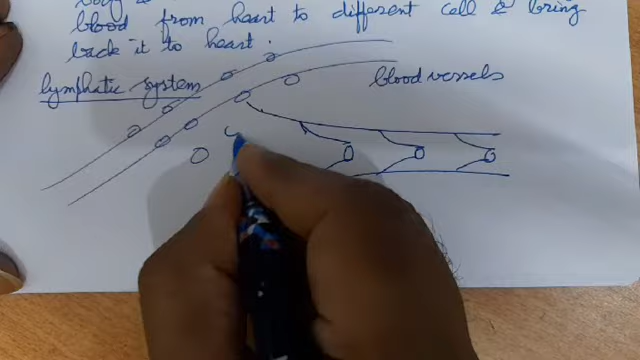 blood from heart to different cell & bring
back it to heart.
lymphatic system
blood vessels